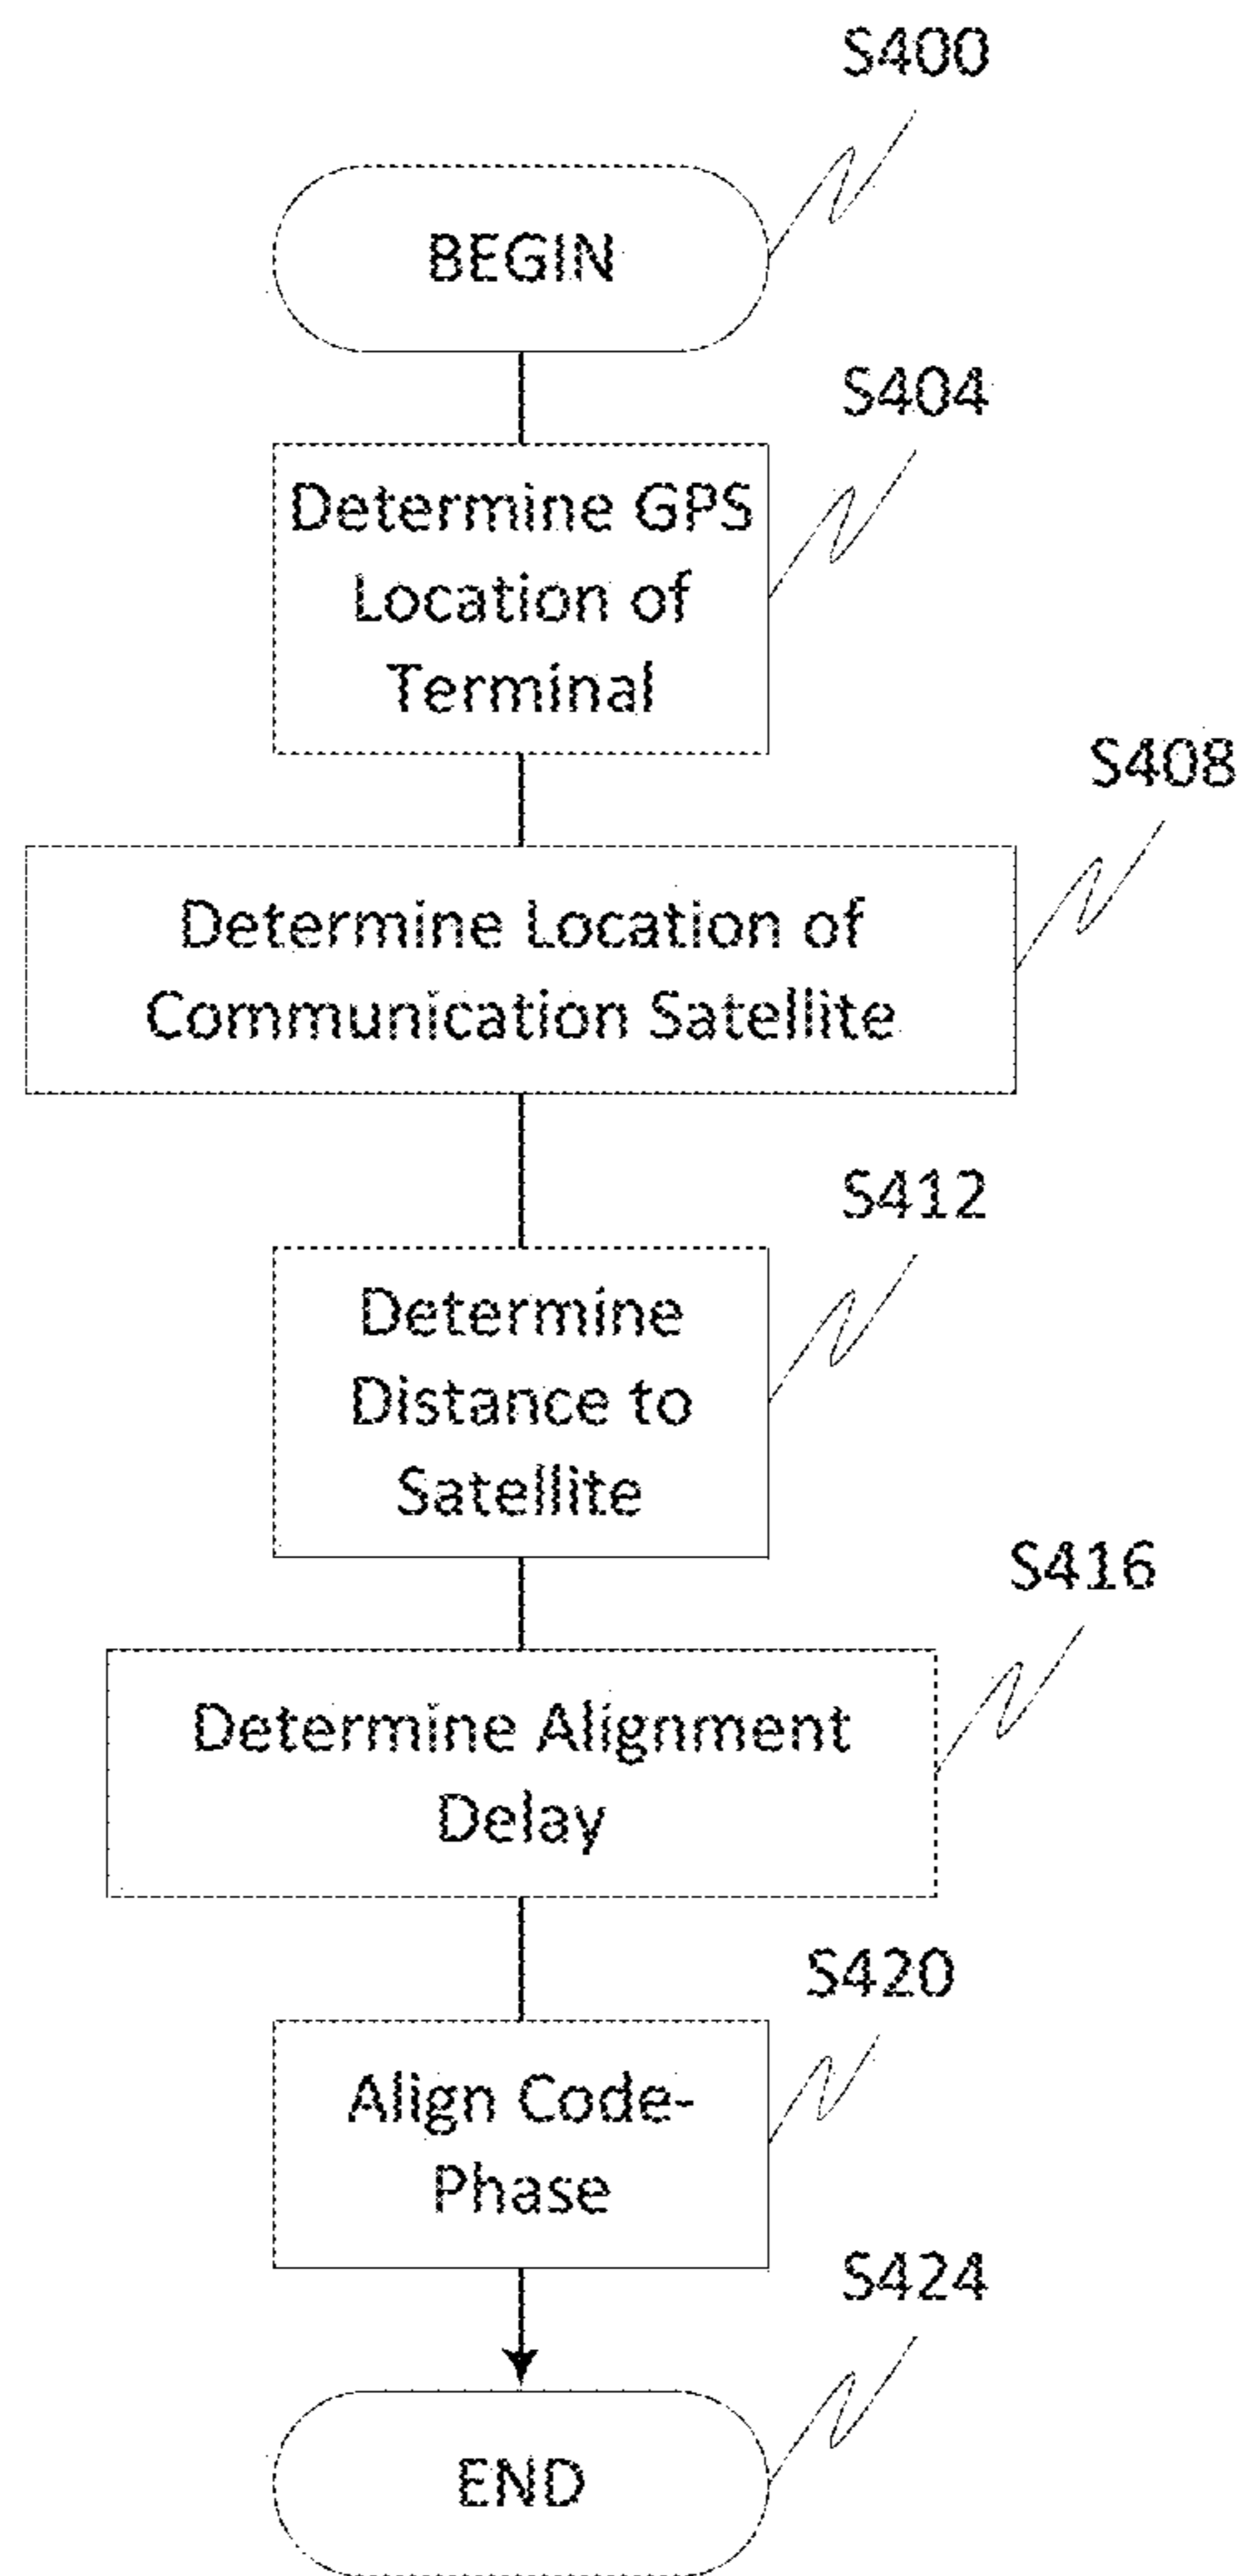 S400
BEGIN
S404
Determine GPS
Location of
Terminal
S408
Determine Location of
Communication Satellite
S412
Determine
Distance to
Satellite
S416
Determine Alignment
Delay
S420
Align Code-
Phase
S424
END